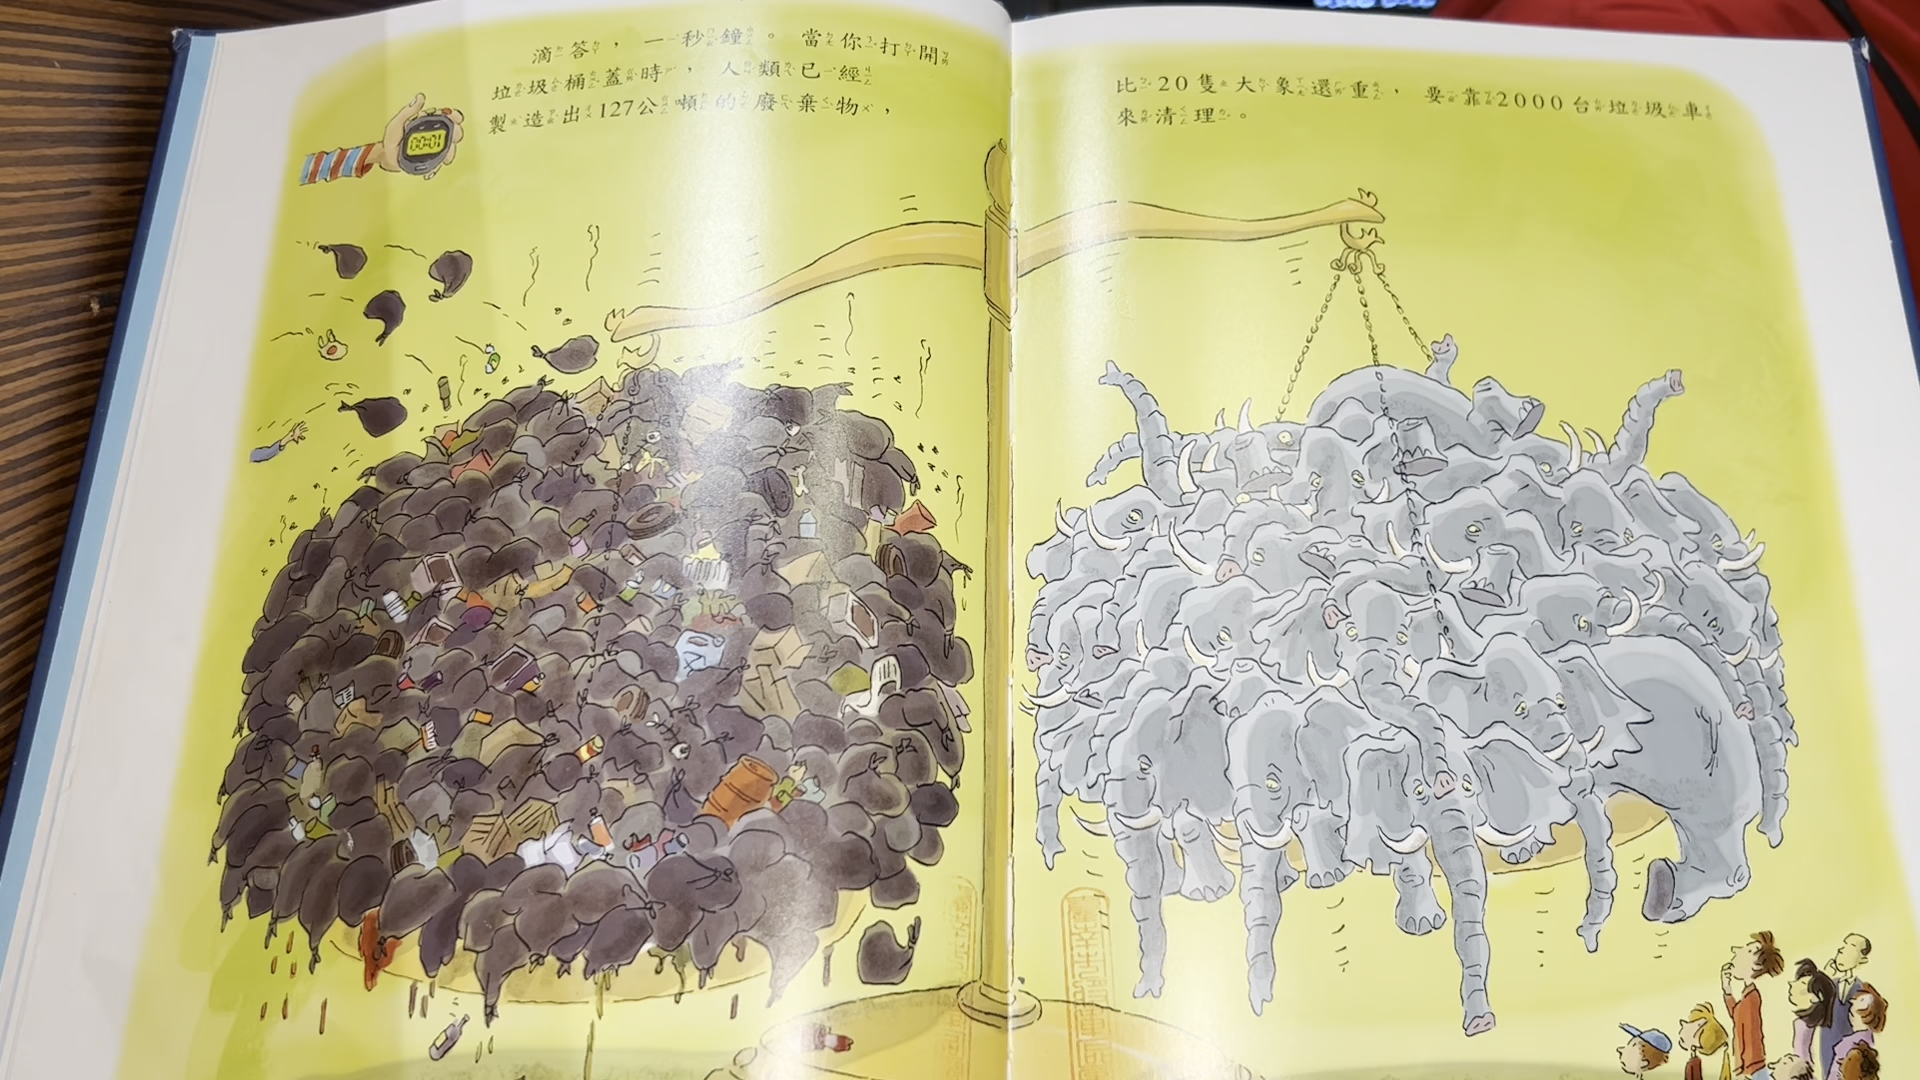 滴答，一秒鐘。當你打開
垃圾桶蓋時，人類已經
製造出127公噸的廢棄物，
比20隻大象還重，要靠2000台垃圾車
來清理。
00:01